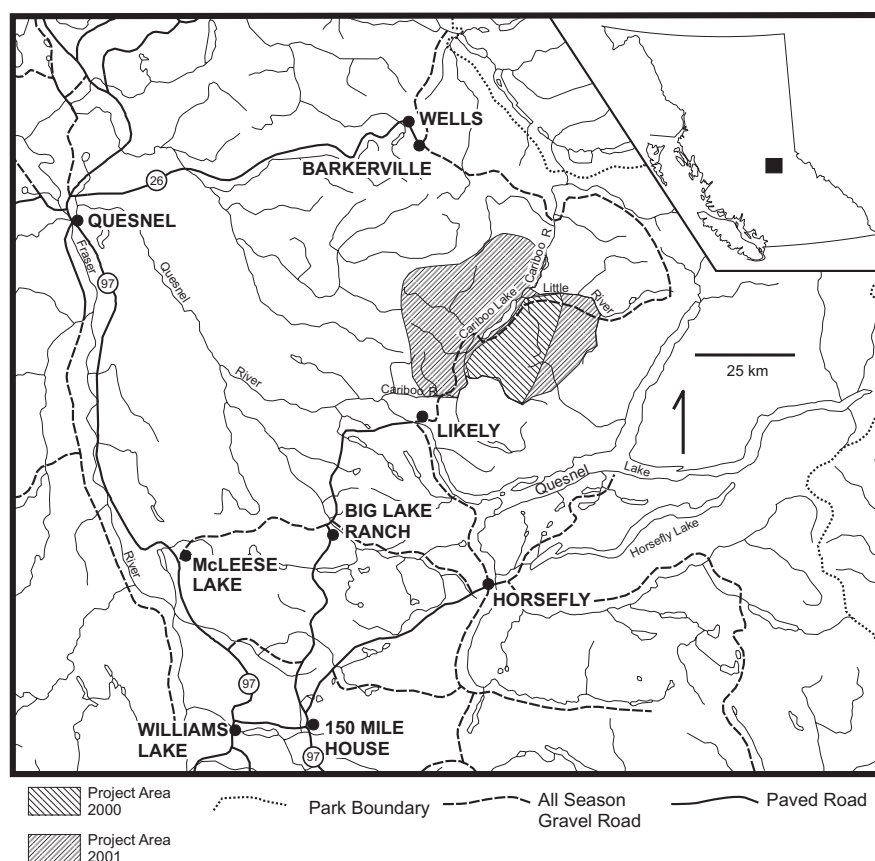 WELLS
BARKERVILLE
26
QUESNEL
Fraser
97
Quesnel
River
Cariboo R.
Cariboo Lake
Little
River
25 km
Cariboo R.
LIKELY
Quesnel
Lake
BIG LAKE
RANCH
Horsefly Lake
McLEESE
LAKE
River
HORSEFLY
97
WILLIAMS
LAKE
150 MILE
HOUSE
97
Project Area
2000
Park Boundary
All Season
Gravel Road
Paved Road
Project Area
2001